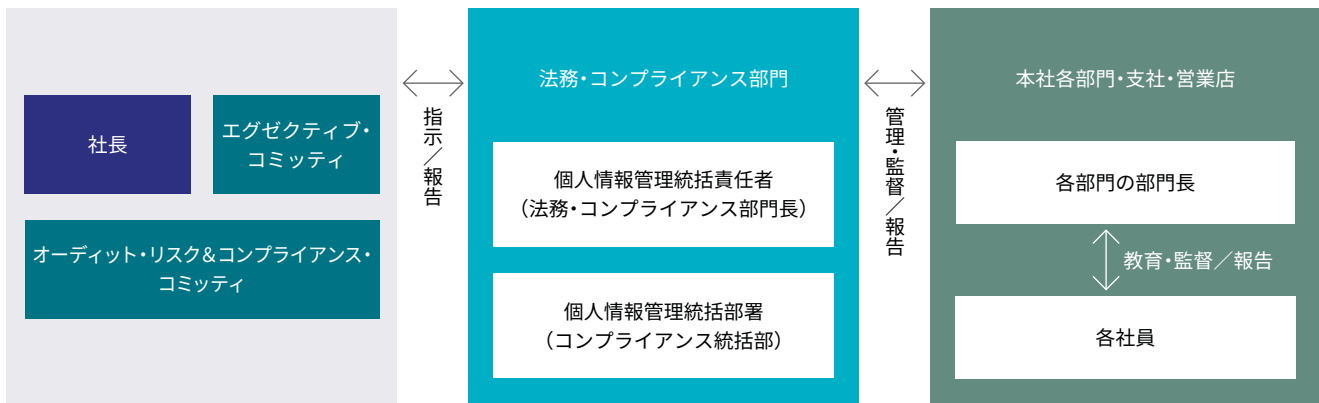 社長
エグゼクティブ・
コミッティ
オーディット・リスク＆コンプライアンス・
コミッティ
指示／報告
法務・コンプライアンス部門
個人情報管理統括責任者
（法務・コンプライアンス部門長）
個人情報管理統括部署
（コンプライアンス統括部）
管理・監督／報告
本社各部門・支社・営業店
各部門の部門長
教育・監督／報告
各社員